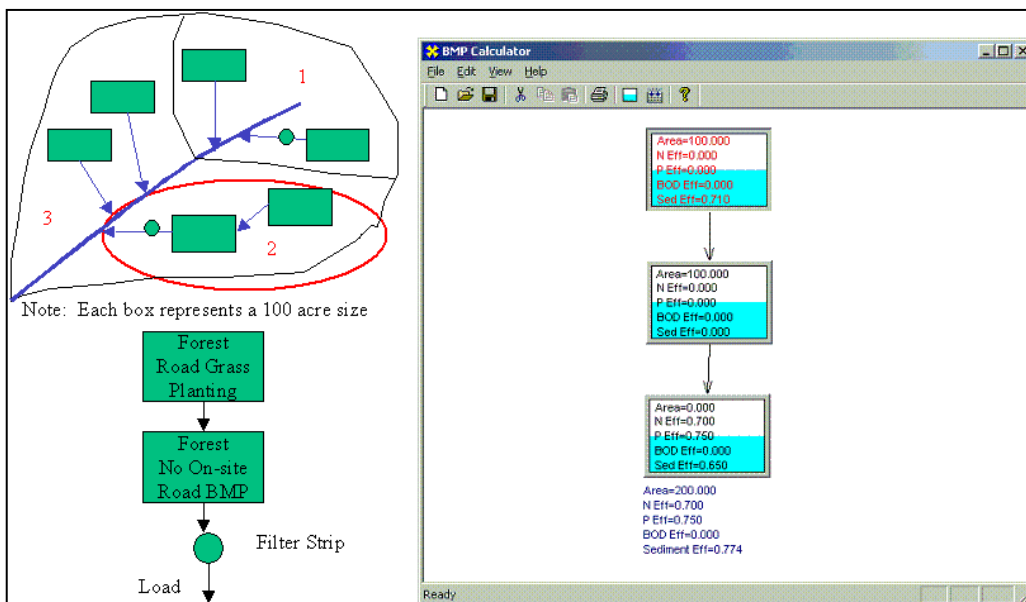 1
3
2
Note: Each box represents a 100 acre size
Forest
Road Grass
Planting
Forest
No On-site
Road BMP
Filter Strip
Load
BMP Calculator
File Edit View Help
Area=100.000
N Eff=0.000
P Eff=0.000
BOD Eff=0.000
Sed Eff=0.710
Area=100.000
N Eff=0.000
P Eff=0.000
BOD Eff=0.000
Sed Eff=0.000
Area=0.000
N Eff=0.700
P Eff=0.750
BOD Eff=0.000
Sed Eff=0.650
Area=200.000
N Eff=0.700
P Eff=0.750
BOD Eff=0.000
Sediment Eff=0.774
Ready